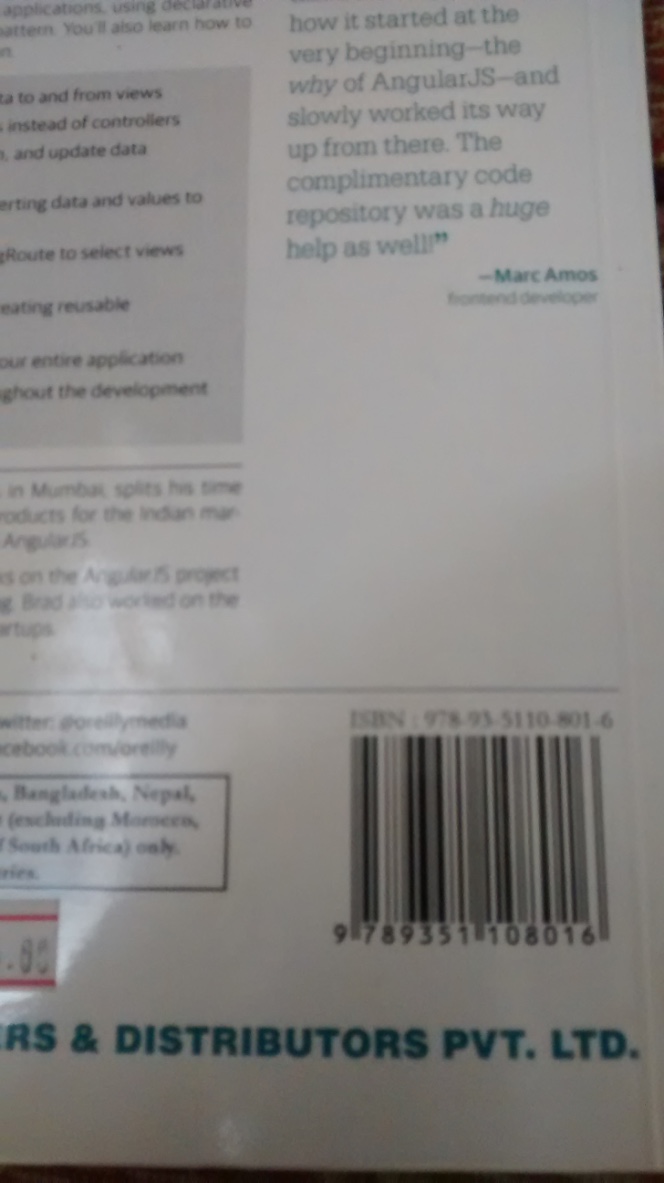 applications, using declarative
pattern. You'll also learn how to
ta to and from views
instead of controllers
, and update data
erting data and values to
gRoute to select views
eating reusable
our entire application
ghout the development
in Mumbai, splits his time
roducts for the Indian mar-
AngularJS.
ks on the AngularJS project
g. Brad also worked on the
artups.
how it started at the
very beginning—the
why of AngularJS—and
slowly worked its way
up from there. The
complimentary code
repository was a huge
help as well!”
—Marc Amos
frontend developer
witter: @oreillymedia
acebook.com/oreilly
, Bangladesh, Nepal,
(excluding Morocco,
South Africa) only.
ries.
.00
ISBN : 978-93-5110-801-6
9 789351 108016
ERS & DISTRIBUTORS PVT. LTD.